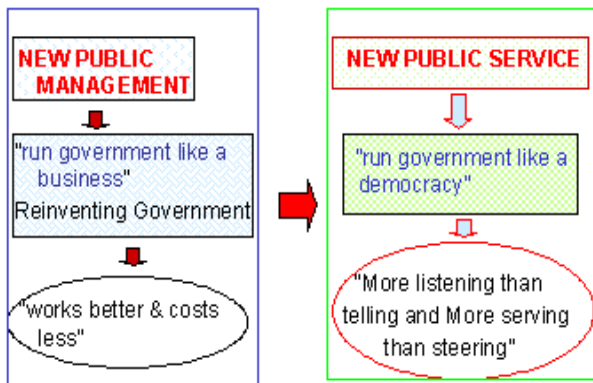 NEW PUBLIC
MANAGEMENT
"run government like a
business"
Reinventing Government
"works better & costs
less"
NEW PUBLIC SERVICE
"run government like a
democracy"
"More listening than
telling and More serving
than steering"